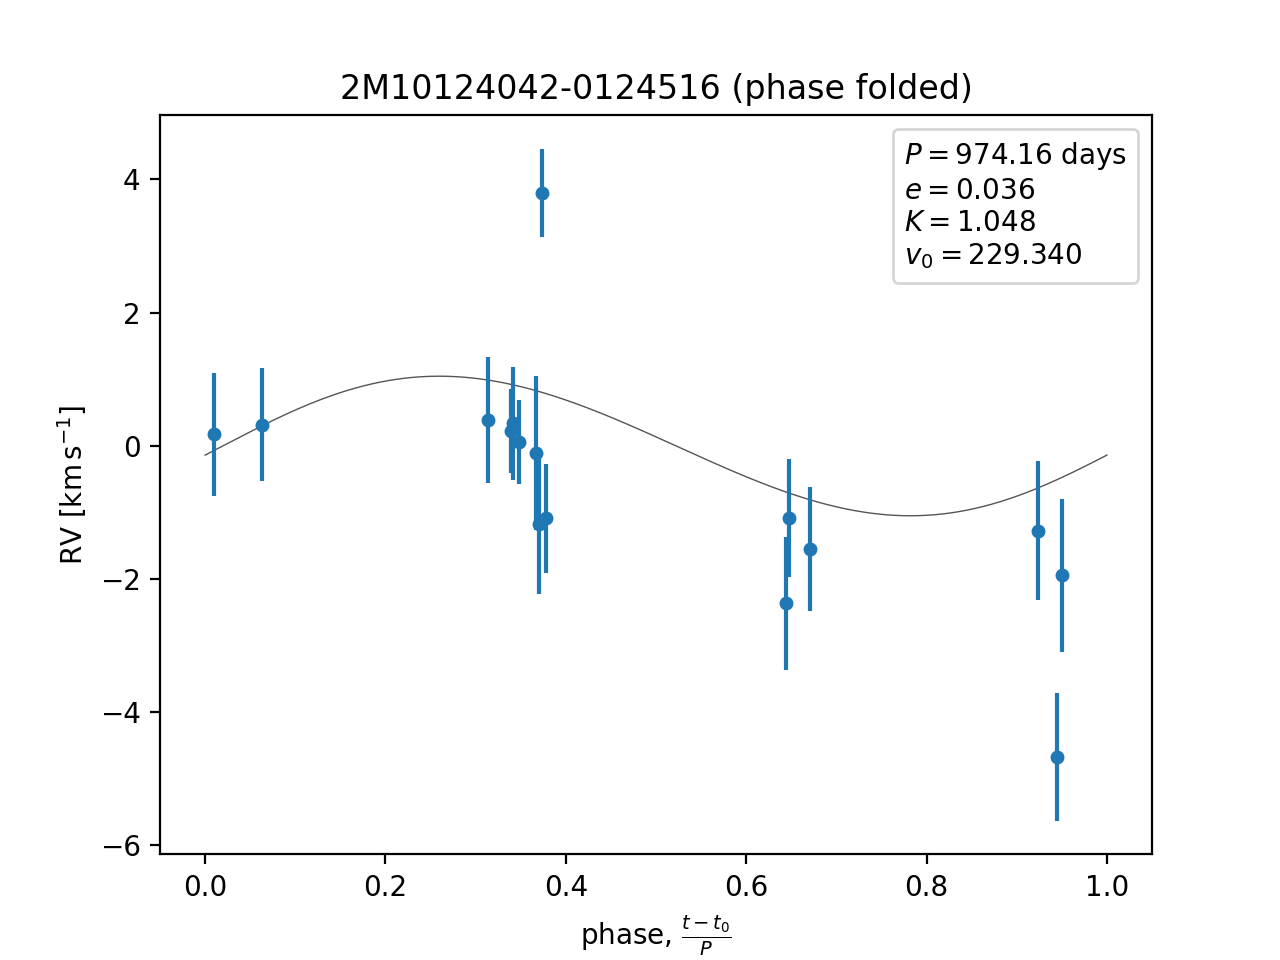 2M10124042-0124516 (phase folded)
P = 974.16 days
e = 0.036
K = 1.048
v₀ = 229.340
4
2
0
−2
−4
−6
RV [km s⁻¹]
0.0 0.2 0.4 0.6 0.8 1.0
phase, (t − t₀)/P